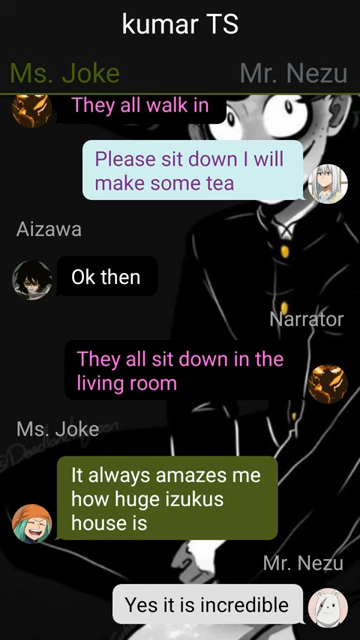 kumar TS
Ms. Joke
Mr. Nezu
They all walk in
Please sit down I will
make some tea
Aizawa
Ok then
Narrator
They all sit down in the
living room
Ms. Joke
It always amazes me
how huge izukus
house is
Mr. Nezu
Yes it is incredible